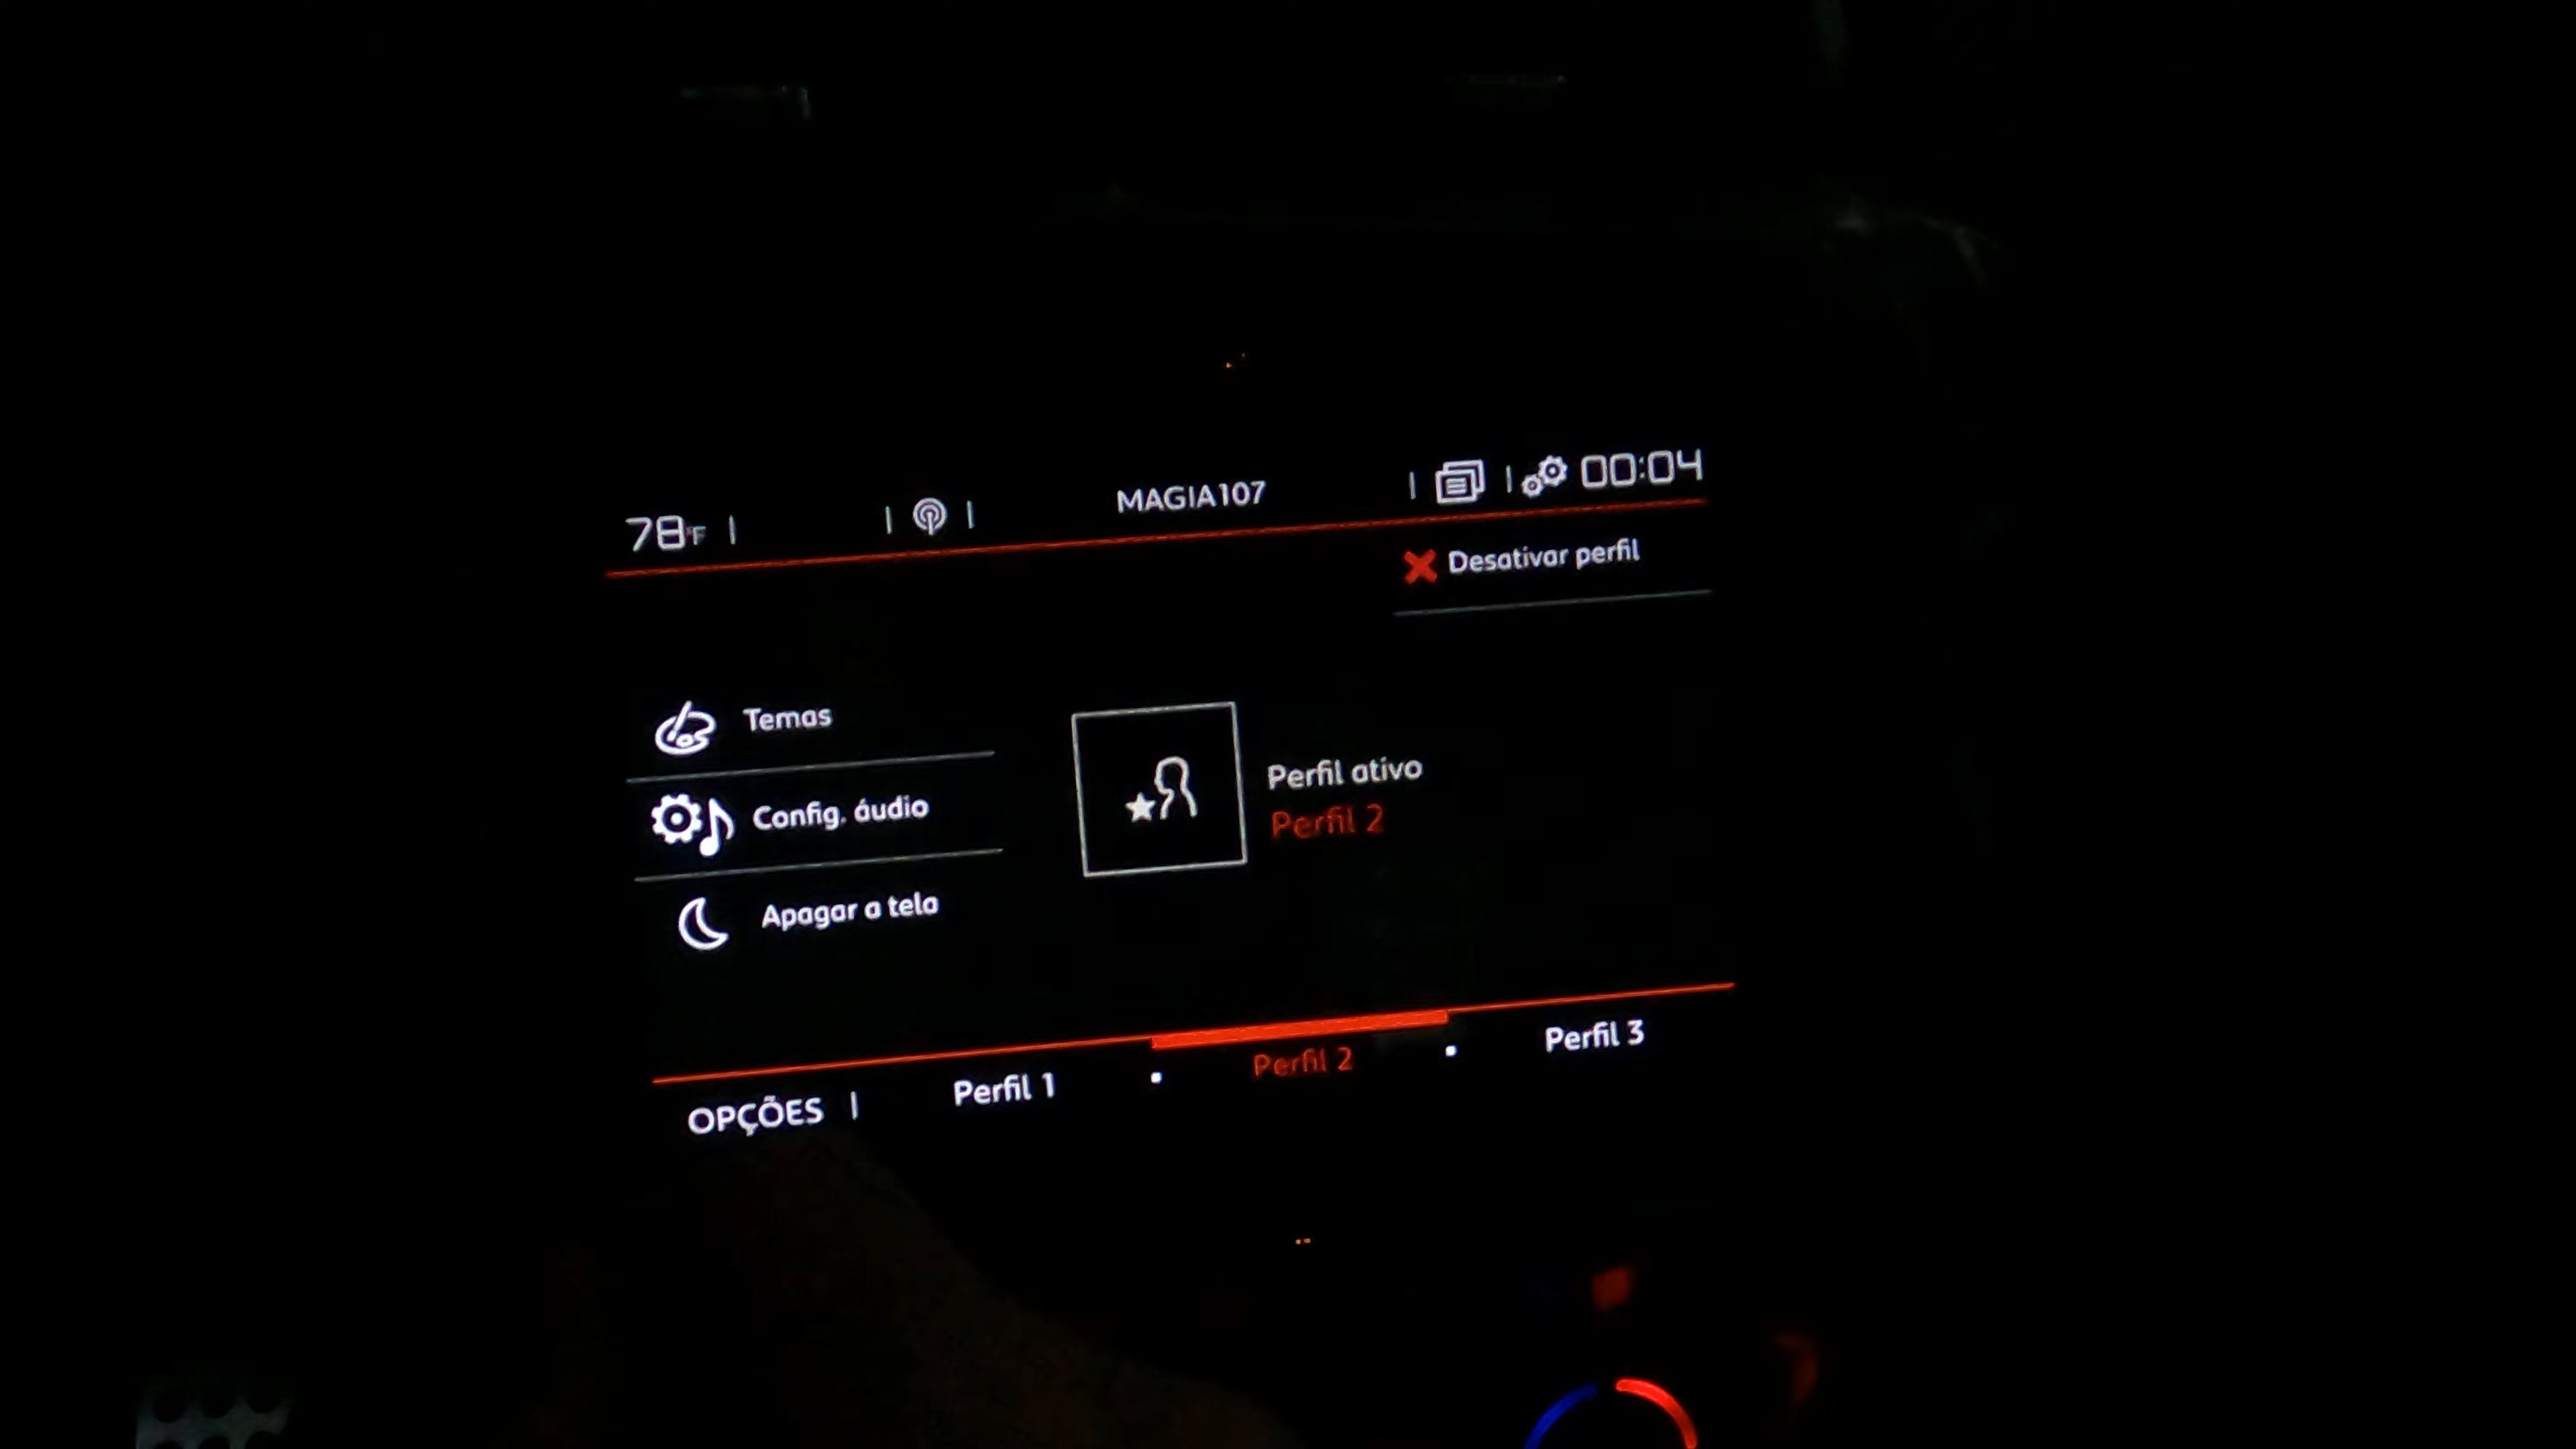 78°F
MAGIA107
00:04
Desativar perfil
Temas
Config. áudio
Apagar a tela
Perfil ativo
Perfil 2
OPÇÕES
Perfil 1
Perfil 2
Perfil 3